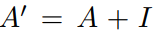 A′ = A + I